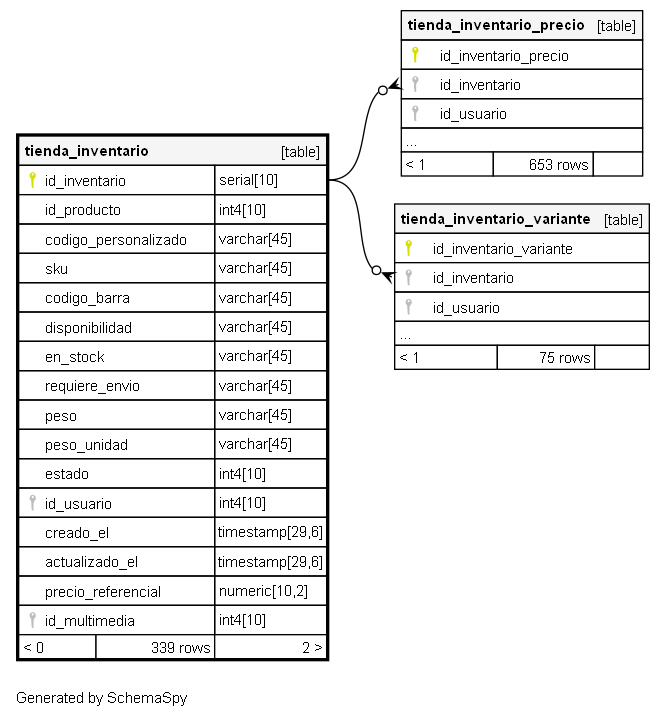 tienda_inventario_precio [table]
id_inventario_precio
id_inventario
id_usuario
...
< 1 653 rows
tienda_inventario [table]
id_inventario serial[10]
id_producto int4[10]
codigo_personalizado varchar[45]
sku varchar[45]
codigo_barra varchar[45]
disponibilidad varchar[45]
en_stock varchar[45]
requiere_envio varchar[45]
peso varchar[45]
peso_unidad varchar[45]
estado int4[10]
id_usuario int4[10]
creado_el timestamp[29,6]
actualizado_el timestamp[29,6]
precio_referencial numeric[10,2]
id_multimedia int4[10]
< 0 339 rows 2 >
tienda_inventario_variante [table]
id_inventario_variante
id_inventario
id_usuario
...
< 1 75 rows
Generated by SchemaSpy